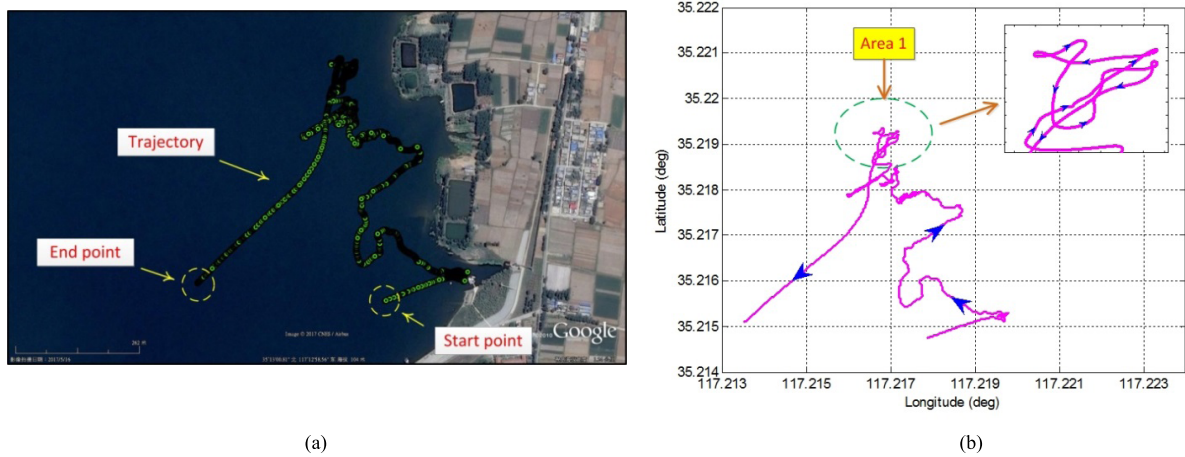 Trajectory
End point
Start point
Image © 2017 CNES / Airbus
Google
262 米
Area 1
35.222
35.221
35.22
35.219
35.218
35.217
35.216
35.215
35.214
Latitude (deg)
117.213
117.215
117.217
117.219
117.221
117.223
Longitude (deg)
(a)
(b)